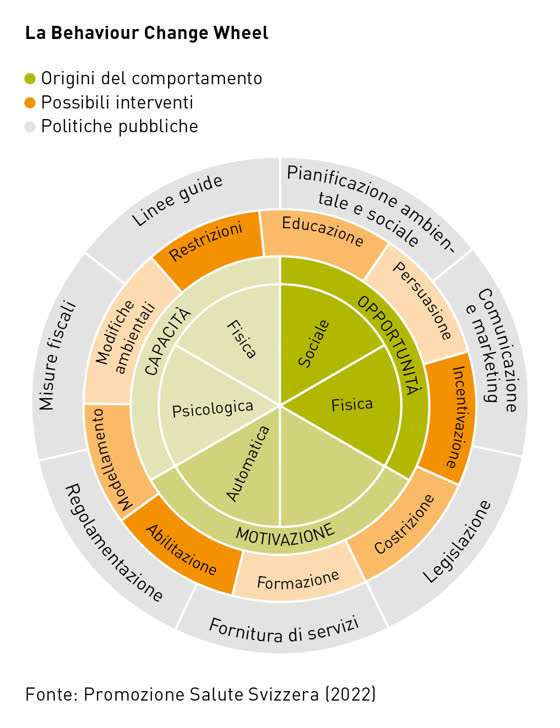 La Behaviour Change Wheel
Origini del comportamento
Possibili interventi
Politiche pubbliche
Linee guide
Pianificazione ambien-
tale e sociale
Comunicazione
e marketing
Legislazione
Fornitura di servizi
Regolamentazione
Misure fiscali
Restrizioni
Educazione
Persuasione
Incentivazione
Costrizione
Formazione
Abilitazione
Modellamento
Modifiche
ambientali
CAPACITÀ
OPPORTUNITÀ
MOTIVAZIONE
Fisica
Sociale
Fisica
Automatica
Psicologica
Fonte: Promozione Salute Svizzera (2022)